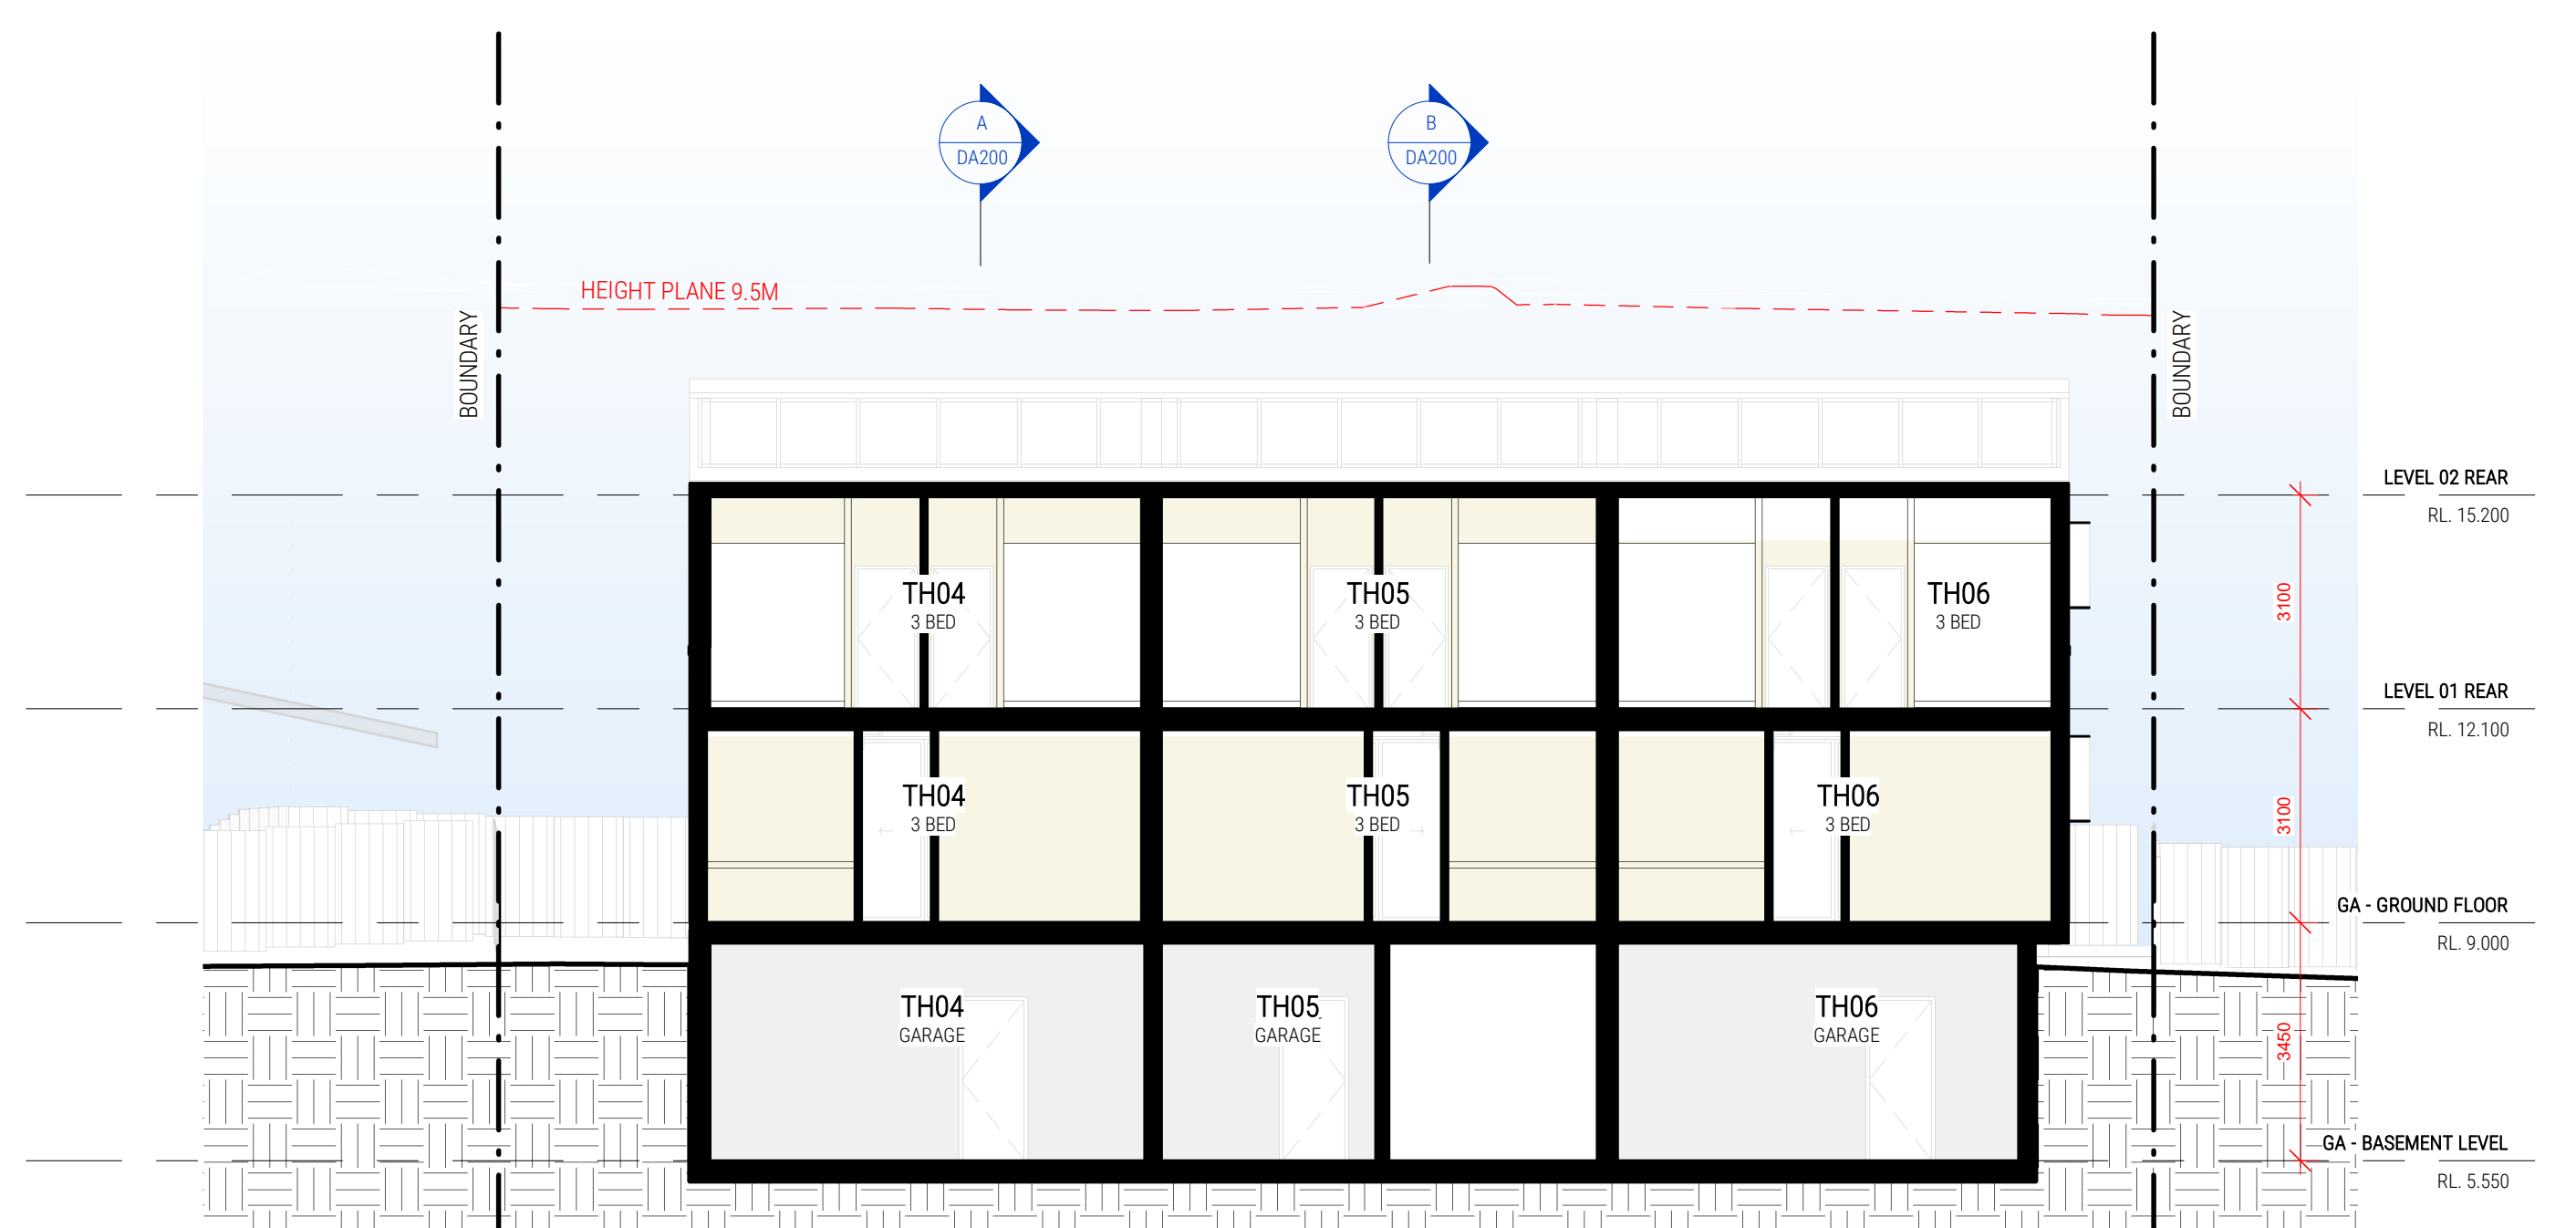 A
DA200
B
DA200
HEIGHT PLANE 9.5M
BOUNDARY
BOUNDARY
LEVEL 02 REAR
RL. 15.200
TH04
3 BED
TH05
3 BED
TH06
3 BED
3100
LEVEL 01 REAR
RL. 12.100
TH04
3 BED
TH05
3 BED
TH06
3 BED
3100
GA - GROUND FLOOR
RL. 9.000
TH04
GARAGE
TH05
GARAGE
TH06
GARAGE
3450
GA - BASEMENT LEVEL
RL. 5.550